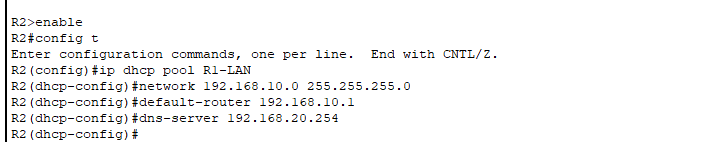 R2>enable
R2#config t
Enter configuration commands, one per line.  End with CNTL/Z.
R2(config)#ip dhcp pool R1-LAN
R2(dhcp-config)#network 192.168.10.0 255.255.255.0
R2(dhcp-config)#default-router 192.168.10.1
R2(dhcp-config)#dns-server 192.168.20.254
R2(dhcp-config)#